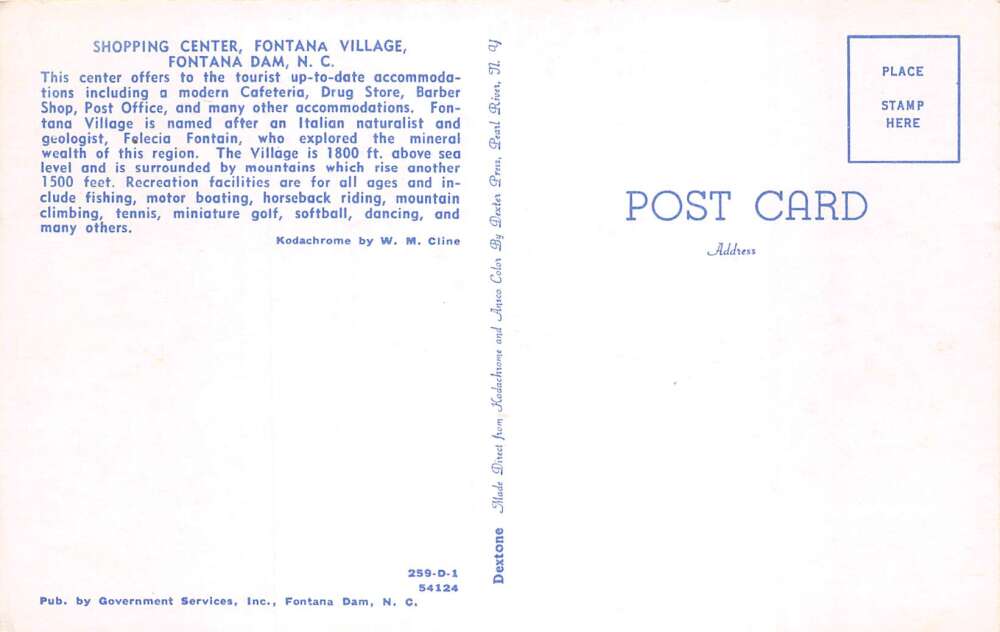 SHOPPING CENTER, FONTANA VILLAGE,
FONTANA DAM, N. C.
This center offers to the tourist up-to-date accommoda-
tions including a modern Cafeteria, Drug Store, Barber
Shop, Post Office, and many other accommodations. Fon-
tana Village is named after an Italian naturalist and
geologist, Felecia Fontain, who explored the mineral
wealth of this region. The Village is 1800 ft. above sea
level and is surrounded by mountains which rise another
1500 feet. Recreation facilities are for all ages and in-
clude fishing, motor boating, horseback riding, mountain
climbing, tennis, miniature golf, softball, dancing, and
many others.
Kodachrome by W. M. Cline
259-D-1
54124
Pub. by Government Services, Inc., Fontana Dam, N. C.
Dextone Made Direct from Kodachrome and Ansco Color By Dexter Press, Pearl River, N. Y
PLACE
STAMP
HERE
POST CARD
Address